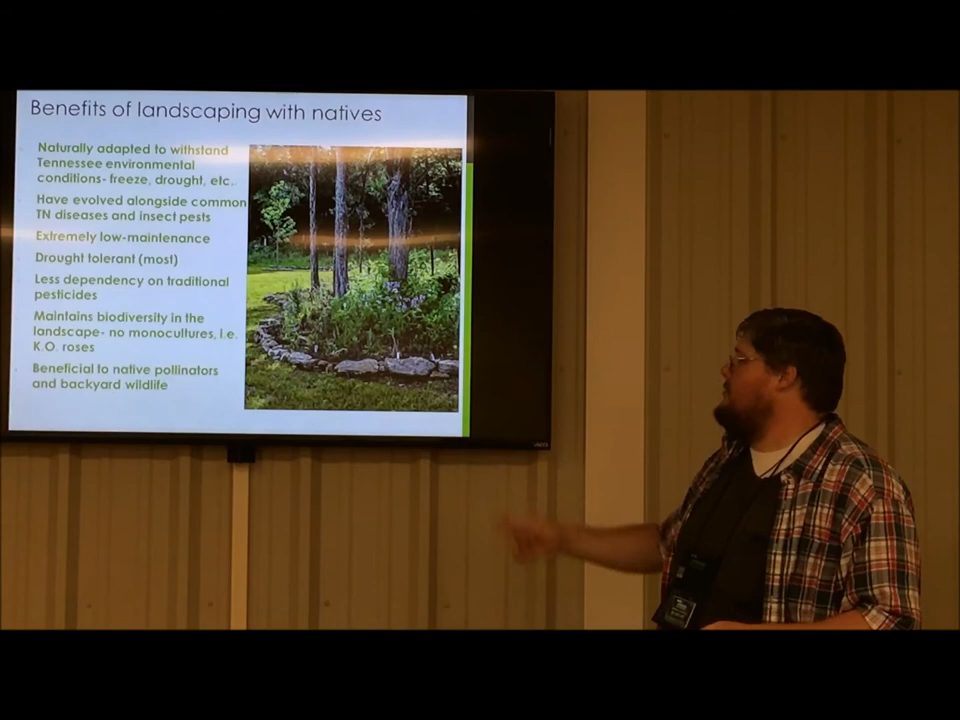 Benefits of landscaping with natives
Naturally adapted to withstand
Tennessee environmental
conditions- freeze, drought, etc.
Have evolved alongside common
TN diseases and insect pests
Extremely low-maintenance
Drought tolerant (most)
Less dependency on traditional
pesticides
Maintains biodiversity in the
landscape- no monocultures, i.e.
K.O. roses
Beneficial to native pollinators
and backyard wildlife